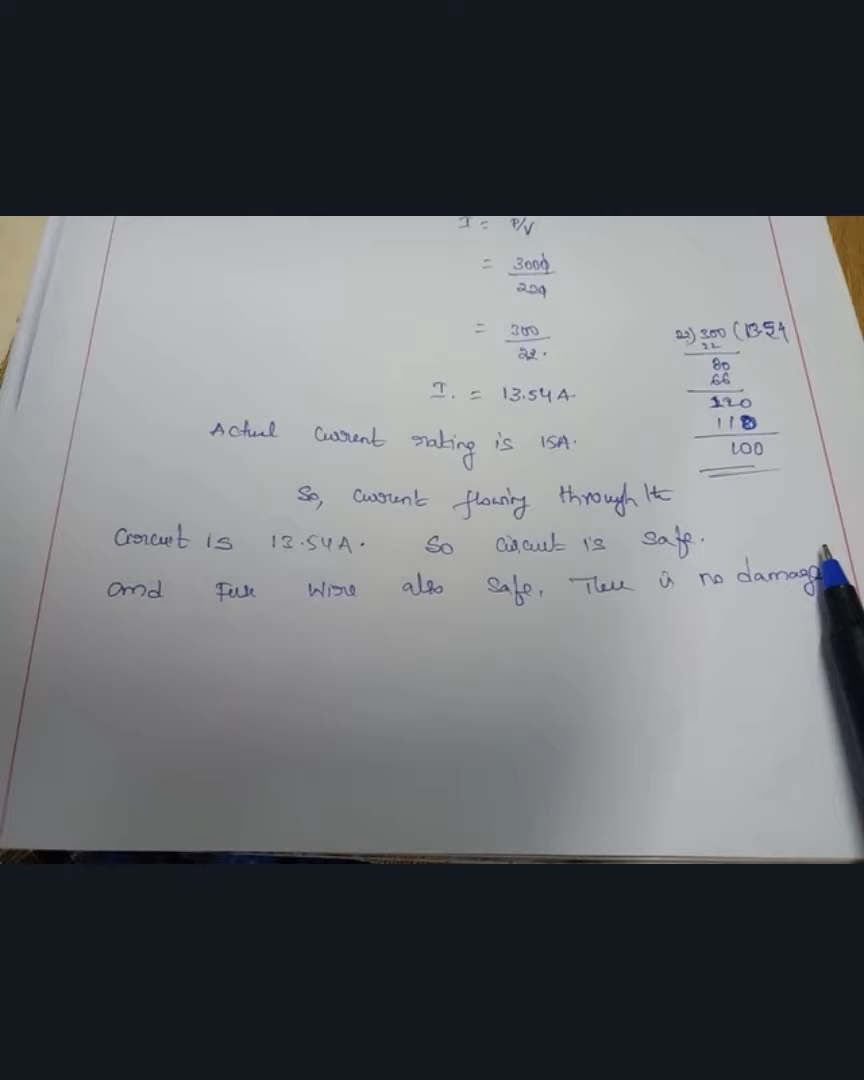 I = P/V
= 3000/220
= 300/22.
22) 300 ( 13.54
22
80
66
120
110
100
I. = 13.54A
Actual current rating is 15A.
So, current flowing through the
Circuit is 13.54A. So circuit is safe.
and Fuse wire also safe. There is no damage